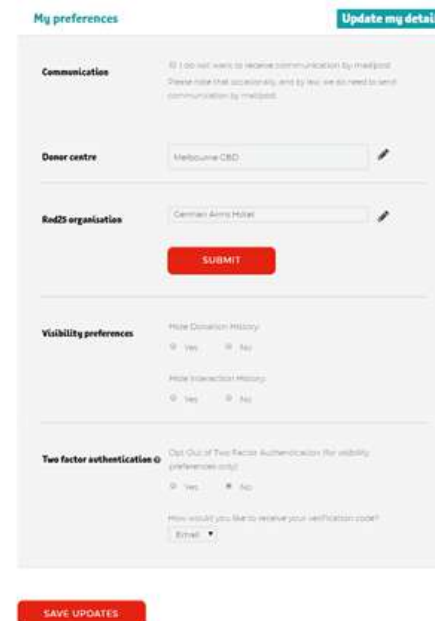 My preferences
Update my detail
Communication
I do not want to receive communication by mail/post
Please note that occasionally, and by law, we do need to send
communication by mail/post
Donor centre
Melbourne CBD
Red25 organisation
German Arms Hotel
SUBMIT
Visibility preferences
Hide Donation History
Yes No
Hide Interaction History
Yes No
Two factor authentication
Opt Out of Two Factor Authentication (for visibility
preferences only)
Yes No
How would you like to receive your verification code?
Email
SAVE UPDATES